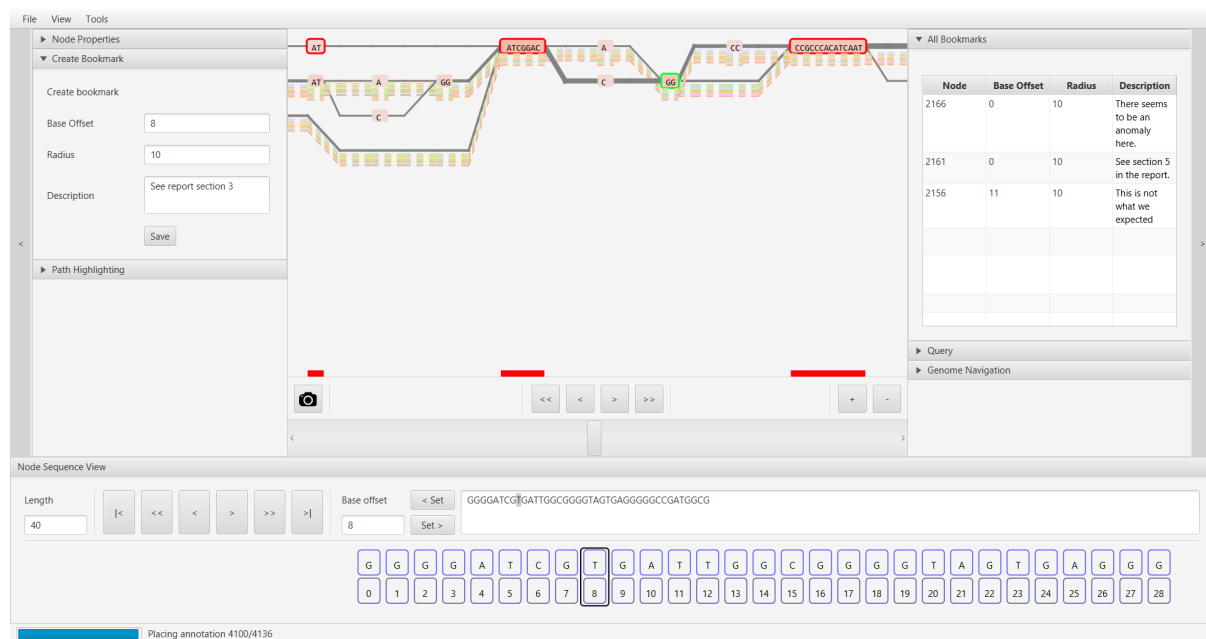 File View Tools
Node Properties
Create Bookmark
Create bookmark
Base Offset 8
Radius 10
Description See report section 3
Save
Path Highlighting
<
AT ATCGGAC A CC CCGCCCACATCAAT
AT A GG C GG
C
<< < > >> + -
< >
All Bookmarks
Node Base Offset Radius Description
2166 0 10 There seems
to be an
anomaly
here.
2161 0 10 See section 5
in the report.
2156 11 10 This is not
what we
expected
Query
Genome Navigation
>
Node Sequence View
Length 40
|< << < > >> >|
Base offset 8
< Set
Set >
GGGGATCGTGATTGGCGGGGTAGTGAGGGGGCCGATGGCG
G G G G A T C G T G A T T G G C G G G G T A G T G A G G G
0 1 2 3 4 5 6 7 8 9 10 11 12 13 14 15 16 17 18 19 20 21 22 23 24 25 26 27 28
Placing annotation 4100/4136